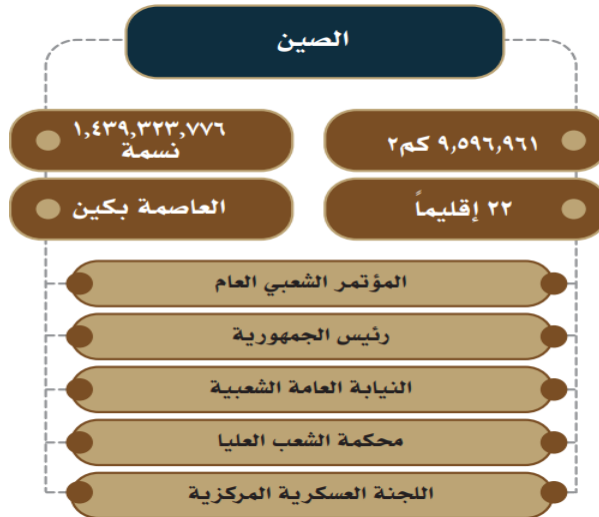 الصين
٩,٥٩٦,٩٦١ كم٢
١,٤٣٩,٣٢٣,٧٧٦
نسمة
٢٢ إقليماً
العاصمة بكين
المؤتمر الشعبي العام
رئيس الجمهورية
النيابة العامة الشعبية
محكمة الشعب العليا
اللجنة العسكرية المركزية